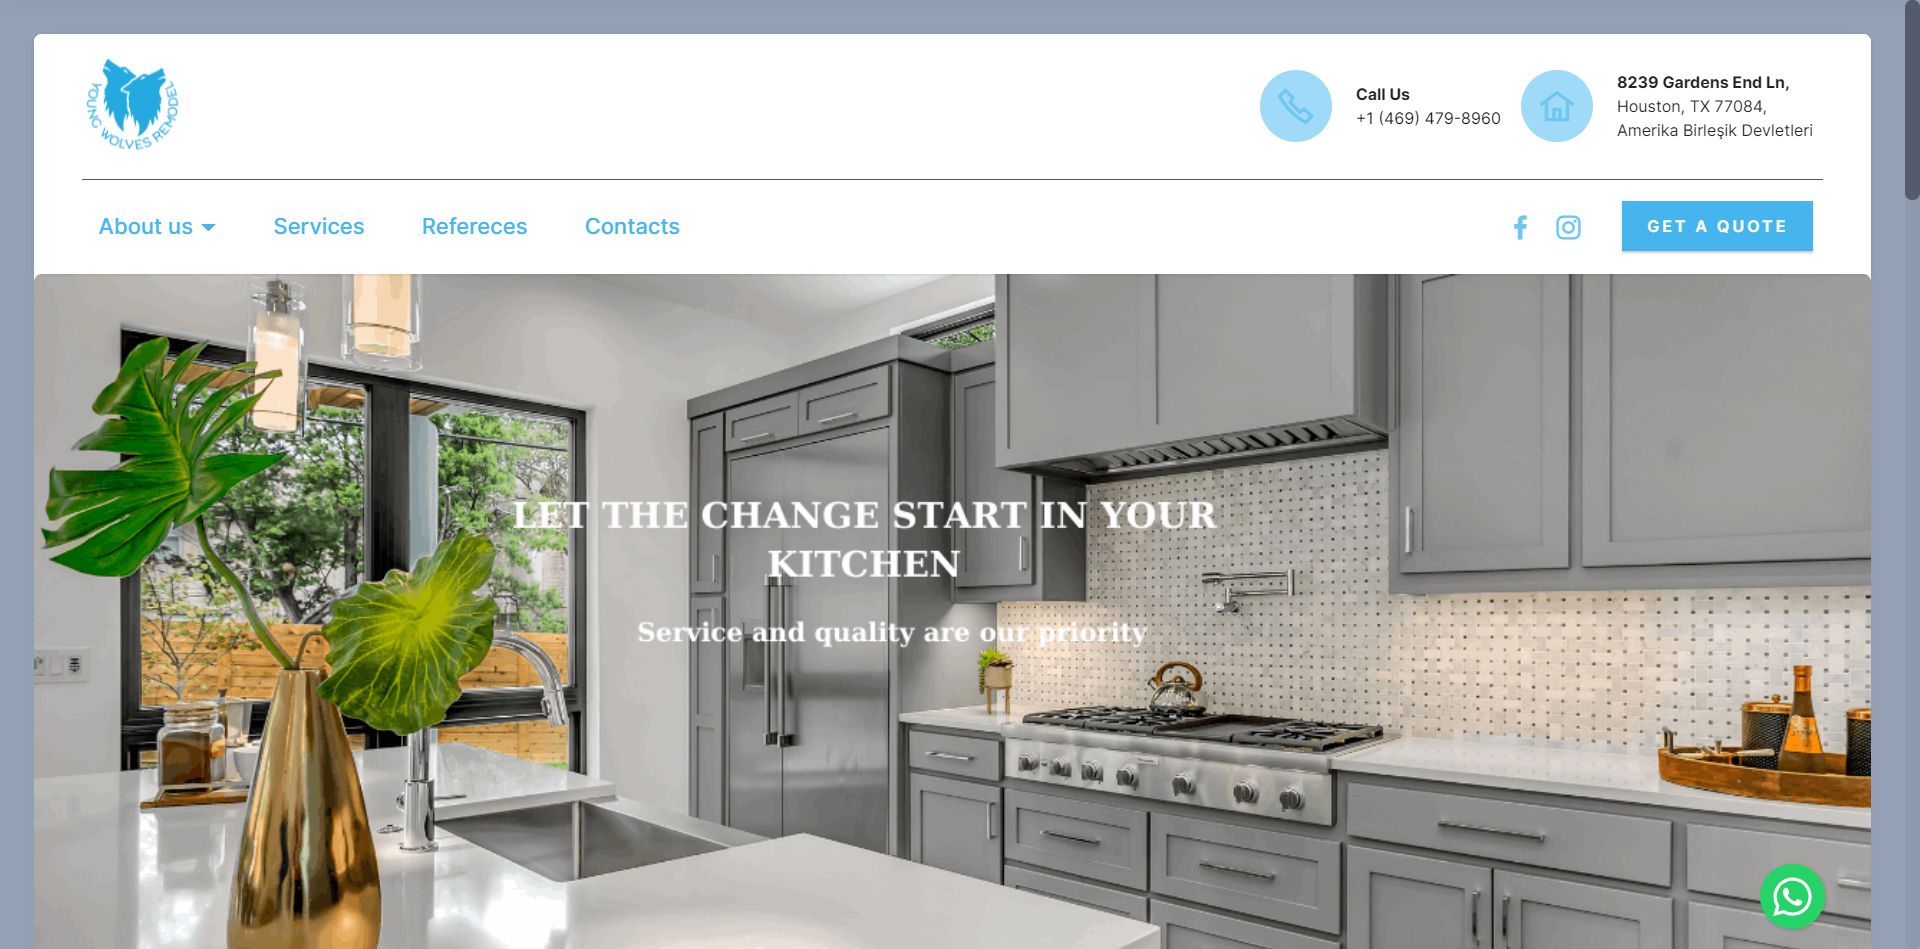 YOUNG WOLVES REMODEL
Call Us
+1 (469) 479-8960
8239 Gardens End Ln,
Houston, TX 77084,
Amerika Birleşik Devletleri
About us
Services
Refereces
Contacts
GET A QUOTE
LET THE CHANGE START IN YOUR
KITCHEN
Service and quality are our priority